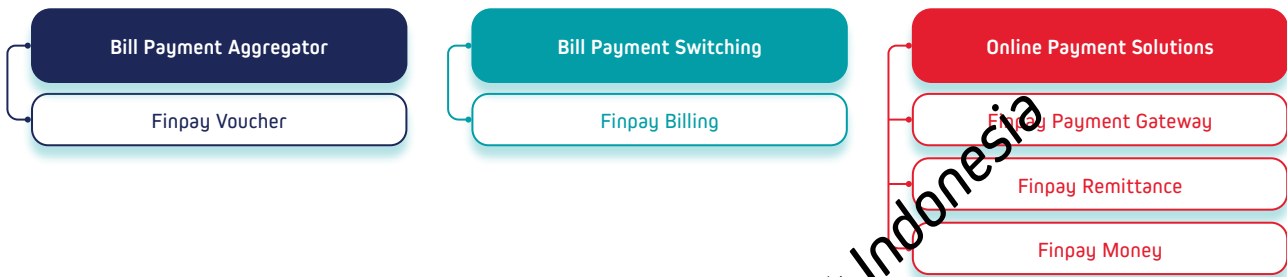 Bill Payment Aggregator
Finpay Voucher
Bill Payment Switching
Finpay Billing
Online Payment Solutions
Finpay Payment Gateway
Finpay Remittance
Finpay Money
Indonesia